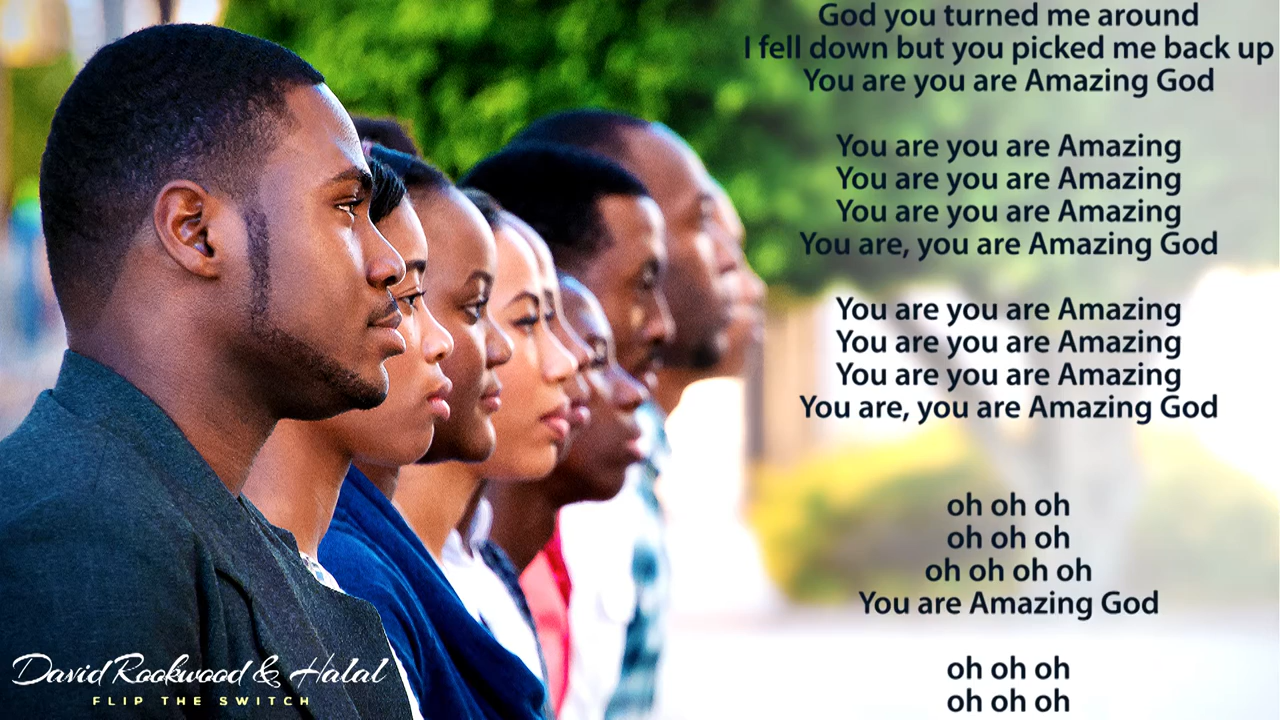 God you turned me around
I fell down but you picked me back up
You are you are Amazing God
You are you are Amazing
You are you are Amazing
You are you are Amazing
You are, you are Amazing God
You are you are Amazing
You are you are Amazing
You are you are Amazing
You are, you are Amazing God
oh oh oh
oh oh oh
oh oh oh oh
You are Amazing God
oh oh oh
oh oh oh
David Rookwood & Halal
FLIP THE SWITCH